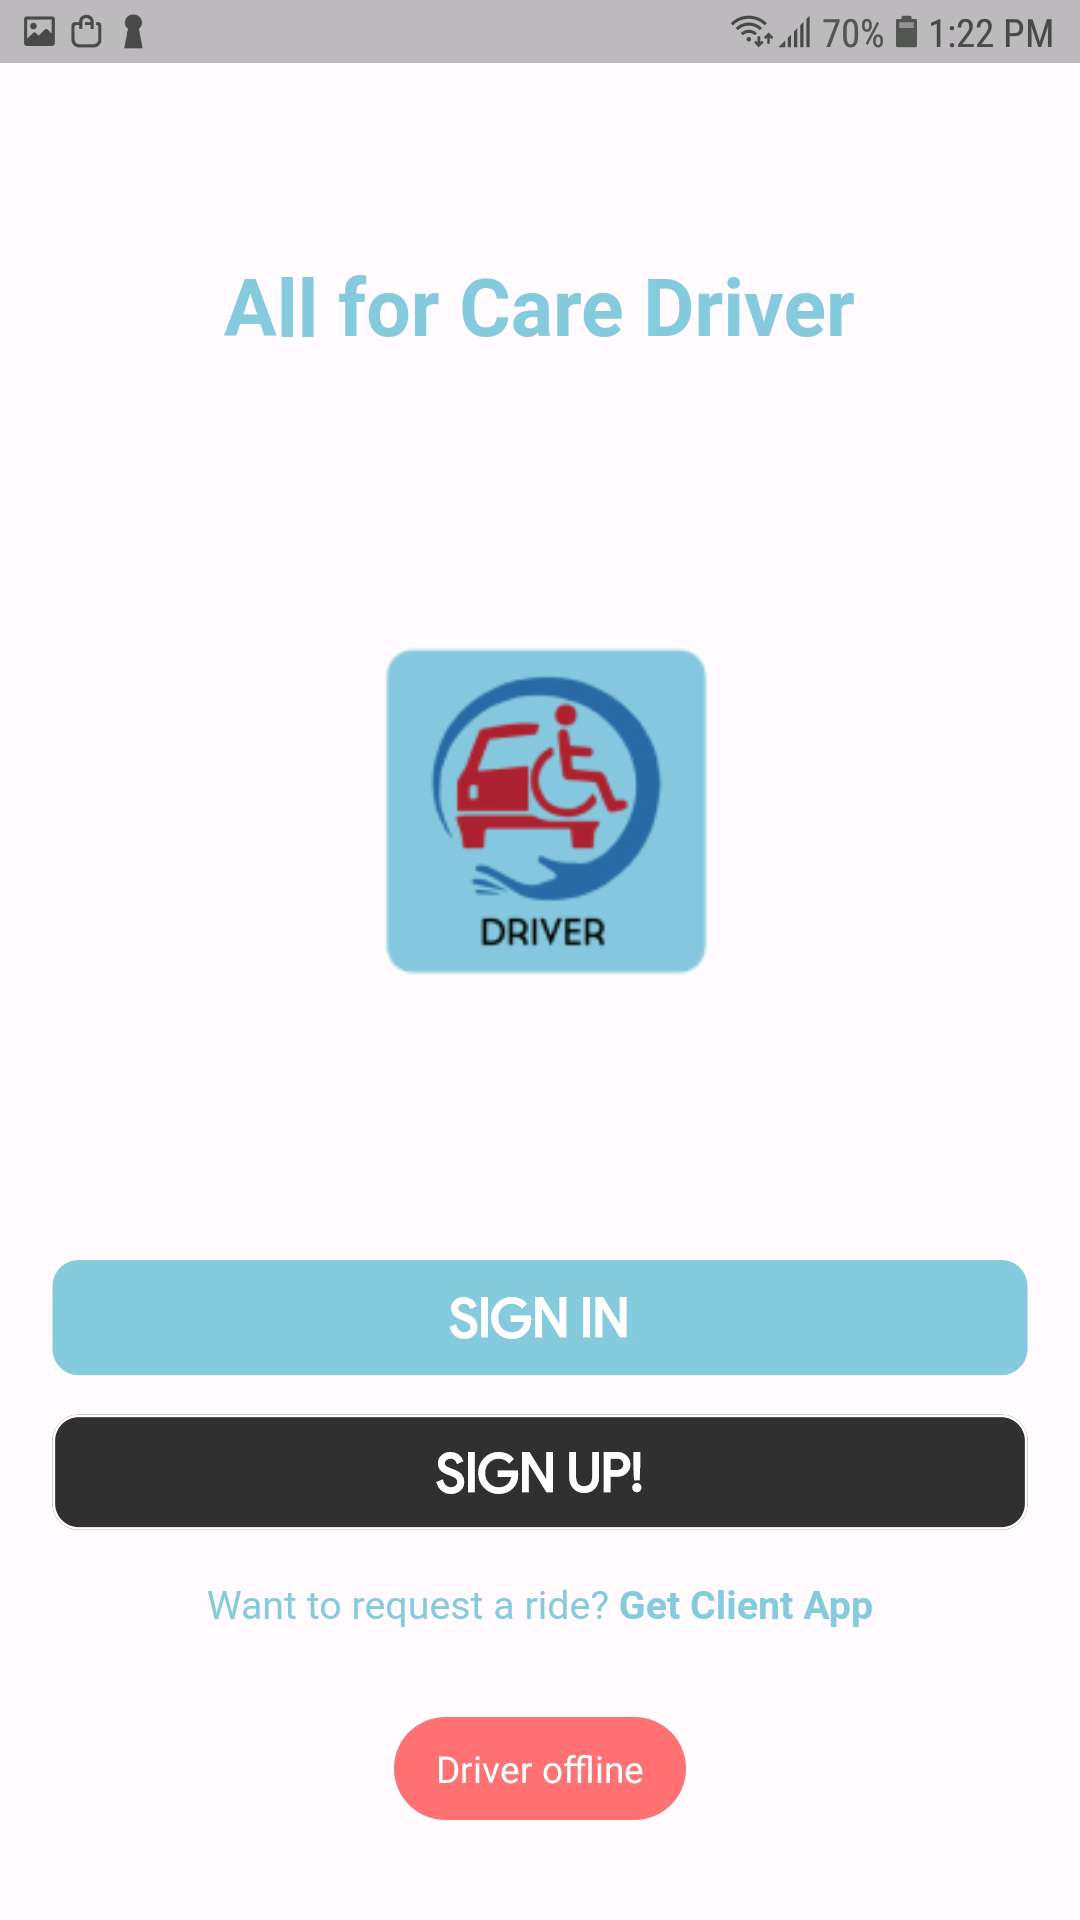 70% 1:22 PM
All for Care Driver
DRIVER
SIGN IN
SIGN UP!
Want to request a ride? Get Client App
Driver offline